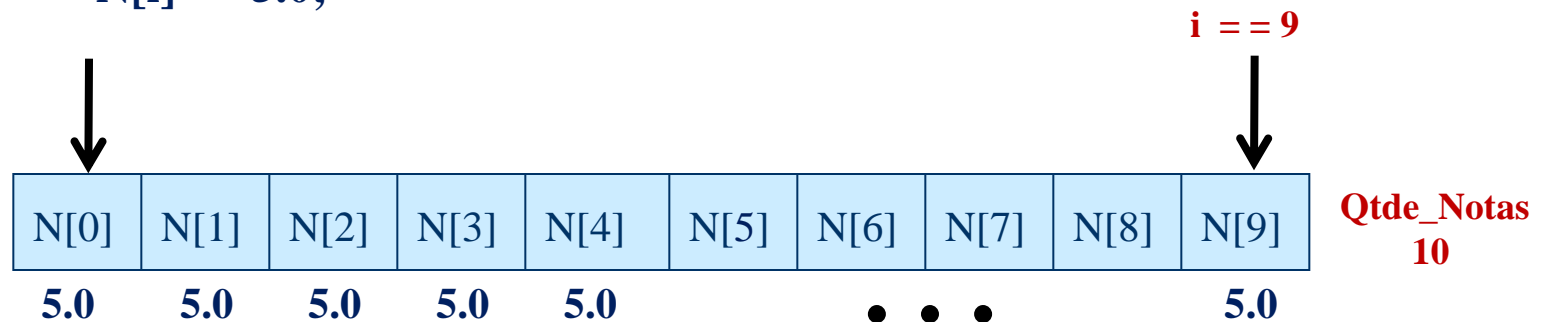 i = = 9
N[0] N[1] N[2] N[3] N[4] N[5] N[6] N[7] N[8] N[9]
Qtde_Notas
10
5.0 5.0 5.0 5.0 5.0 • • • 5.0